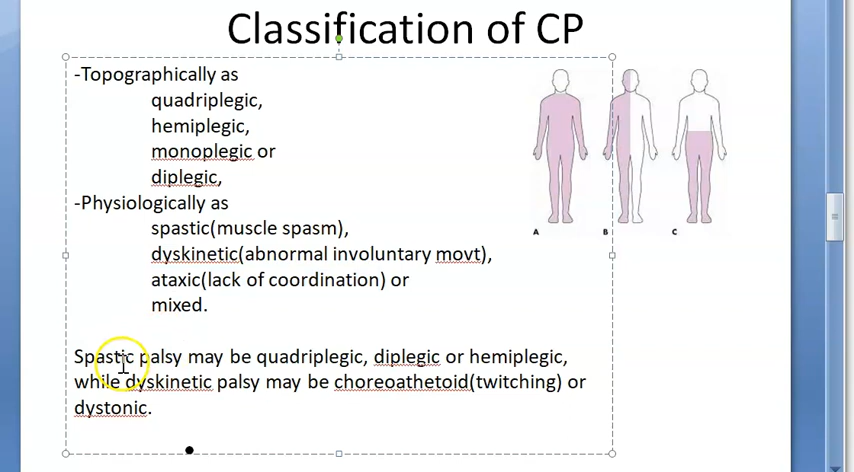 Classification of CP
-Topographically as
quadriplegic,
hemiplegic,
monoplegic or
diplegic,
-Physiologically as
spastic(muscle spasm),
dyskinetic(abnormal involuntary movt),
ataxic(lack of coordination) or
mixed.
Spastic palsy may be quadriplegic, diplegic or hemiplegic,
while dyskinetic palsy may be choreoathetoid(twitching) or
dystonic.
A B C